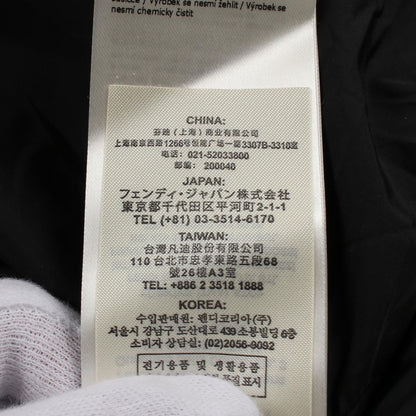 sušičce / Výrobek se nesmí žehlit / Výrobek se
nesmí chemicky čistit
CHINA:
芬迪（上海）商业有限公司
上海南京西路1266号恒隆广场一期3307B-3310室
电话: 021-52033800
邮编: 200040
JAPAN:
フェンディ・ジャパン株式会社
東京都千代田区平河町2-1-1
TEL (+81) 03-3514-6170
TAIWAN:
台灣凡迪股份有限公司
110 台北市忠孝東路五段68
號26樓A3室
TEL: +886 2 3518 1888
KOREA:
수입판매원: 펜디코리아(주)
서울시 강남구 도산대로 439 소봉빌딩 6층
소비자 상담실: (02)2056-9092
전기용품 및 생활용품
품질표시